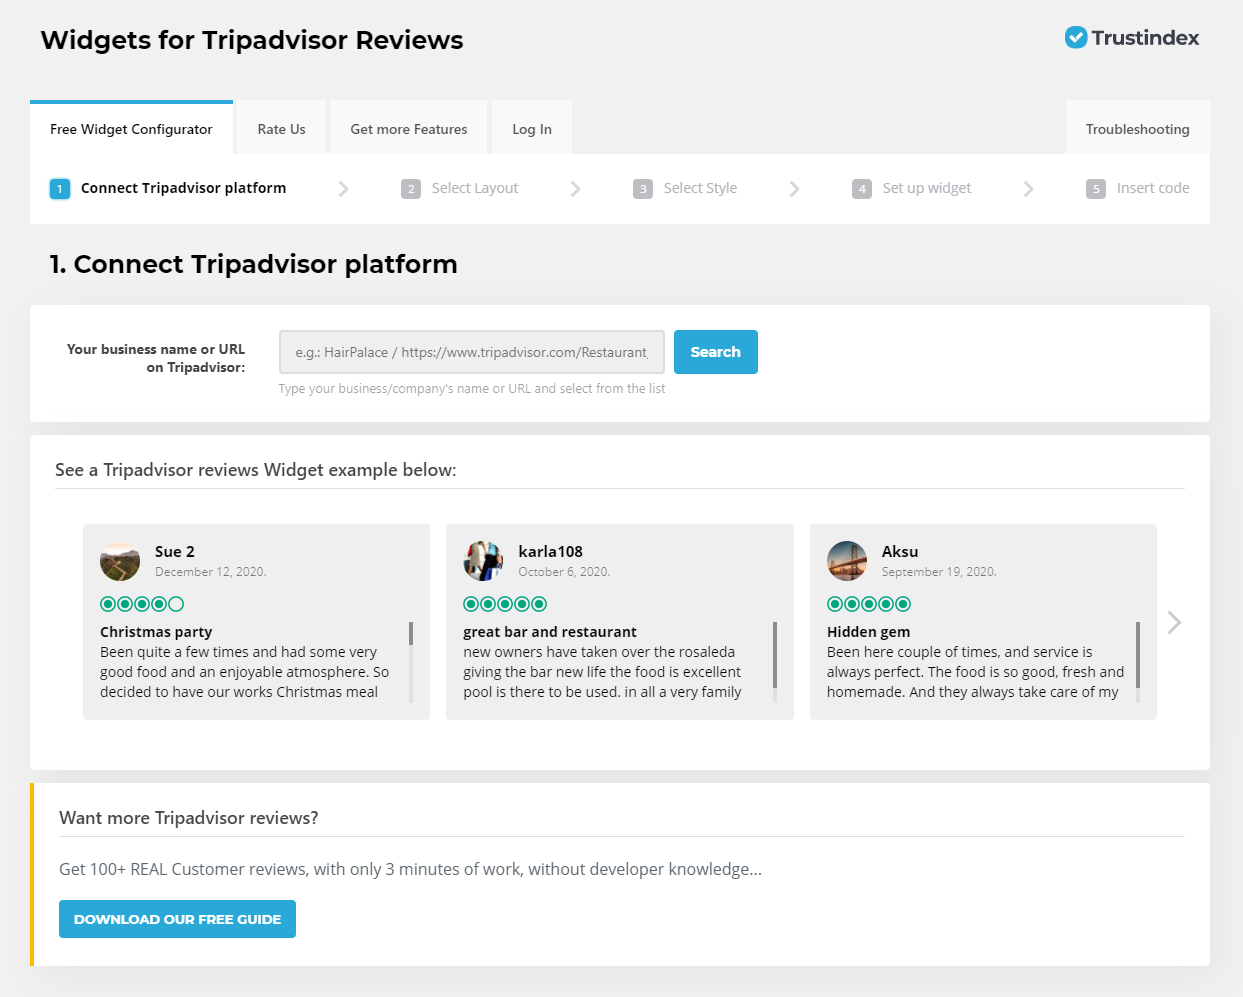 Widgets for Tripadvisor Reviews
Trustindex
Free Widget Configurator
Rate Us
Get more Features
Log In
Troubleshooting
1 Connect Tripadvisor platform
2 Select Layout
3 Select Style
4 Set up widget
5 Insert code
1. Connect Tripadvisor platform
Your business name or URL
on Tripadvisor:
e.g.: HairPalace / https://www.tripadvisor.com/Restaurant_
Search
Type your business/company's name or URL and select from the list
See a Tripadvisor reviews Widget example below:
Sue 2
December 12, 2020.
Christmas party
Been quite a few times and had some very
good food and an enjoyable atmosphere. So
decided to have our works Christmas meal
karla108
October 6, 2020.
great bar and restaurant
new owners have taken over the rosaleda
giving the bar new life the food is excellent
pool is there to be used. in all a very family
Aksu
September 19, 2020.
Hidden gem
Been here couple of times, and service is
always perfect. The food is so good, fresh and
homemade. And they always take care of my
Want more Tripadvisor reviews?
Get 100+ REAL Customer reviews, with only 3 minutes of work, without developer knowledge...
DOWNLOAD OUR FREE GUIDE